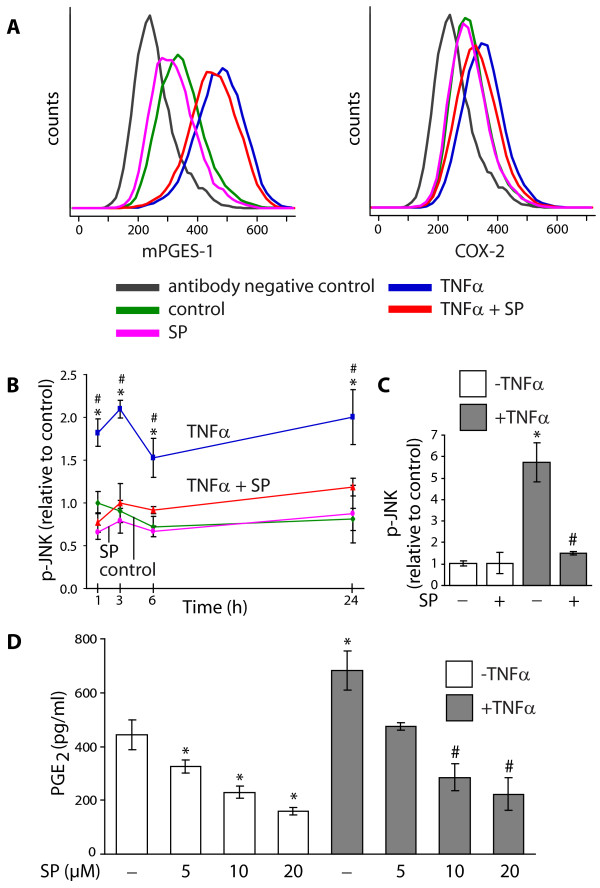 A
counts
0 200 400 600
mPGES-1
counts
0 200 400 600
COX-2
antibody negative control
control
SP
TNFα
TNFα + SP
B
p-JNK (relative to control)
2.5
2.0
1.5
1.0
0.5
0.0
#
*
#
*
#
*
#
*
TNFα
TNFα + SP
SP
control
1 3 6 24
Time (h)
C
-TNFα
+TNFα
p-JNK
(relative to control)
7
6
5
4
3
2
1
0
*
#
SP − + − +
D
PGE2 (pg/ml)
800
600
400
200
0
* * * * # #
-TNFα
+TNFα
SP (μM) − 5 10 20 − 5 10 20